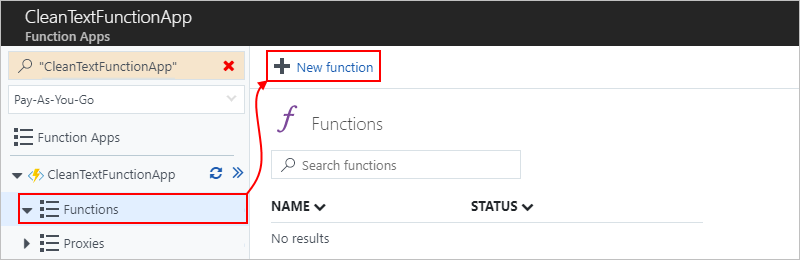 CleanTextFunctionApp
Function Apps
"CleanTextFunctionApp"
Pay-As-You-Go
Function Apps
CleanTextFunctionApp
Functions
Proxies
New function
Functions
Search functions
NAME STATUS
No results